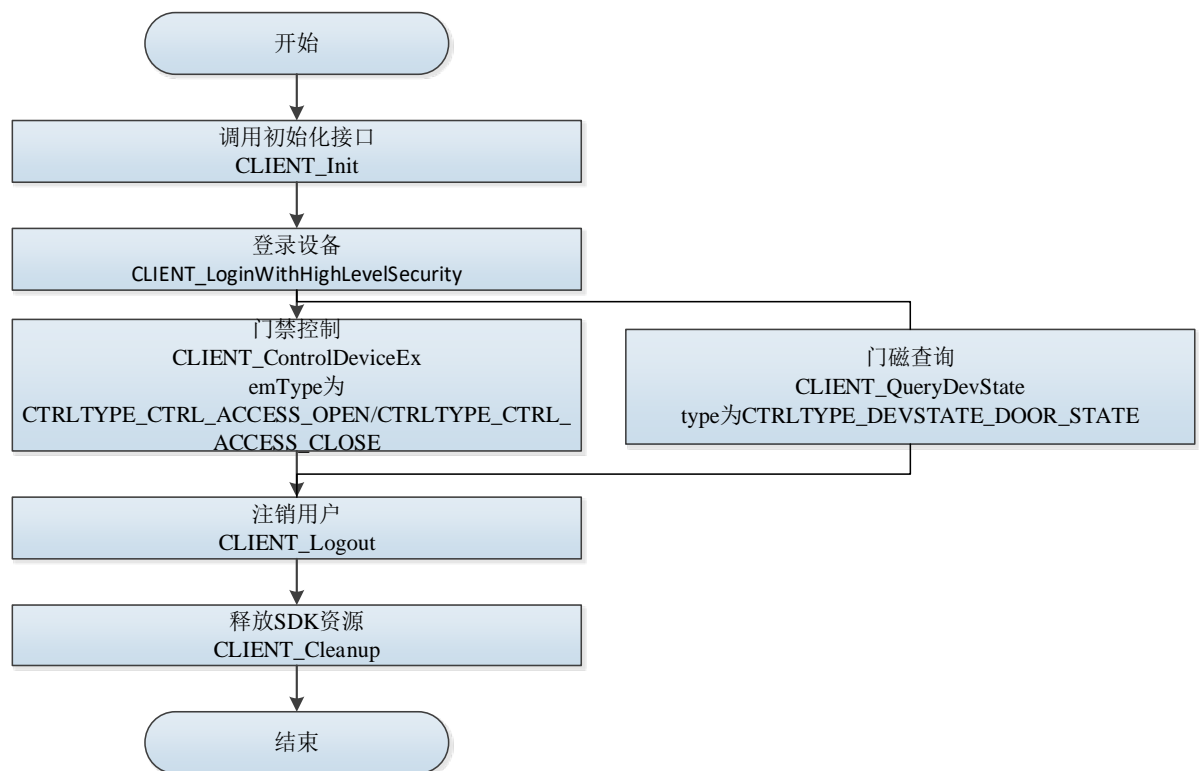 开始
调用初始化接口
CLIENT_Init
登录设备
CLIENT_LoginWithHighLevelSecurity
门禁控制
CLIENT_ControlDeviceEx
emType为
CTRLTYPE_CTRL_ACCESS_OPEN/CTRLTYPE_CTRL_
ACCESS_CLOSE
门磁查询
CLIENT_QueryDevState
type为CTRLTYPE_DEVSTATE_DOOR_STATE
注销用户
CLIENT_Logout
释放SDK资源
CLIENT_Cleanup
结束